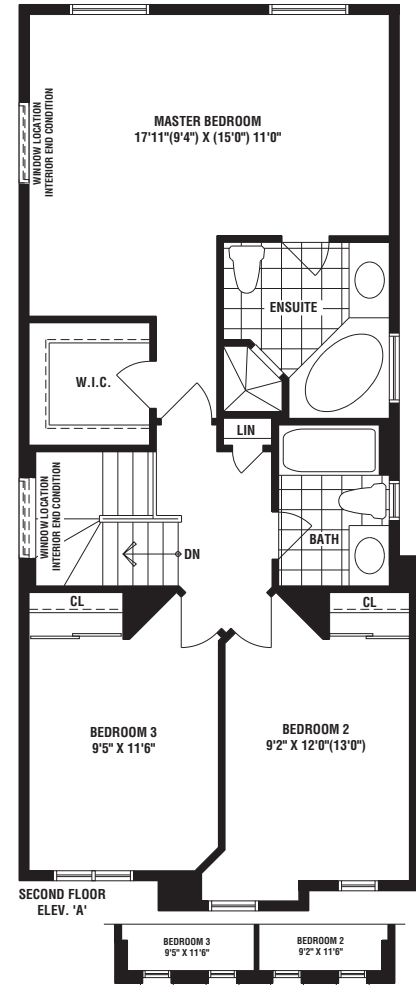 WINDOW LOCATION
INTERIOR END CONDITION
MASTER BEDROOM
17'11"(9'4") X (15'0") 11'0"
ENSUITE
W.I.C.
LIN
WINDOW LOCATION
INTERIOR END CONDITION
DN
BATH
CL
CL
BEDROOM 3
9'5" X 11'6"
BEDROOM 2
9'2" X 12'0"(13'0")
SECOND FLOOR
ELEV. 'A'
BEDROOM 3
9'5" X 11'6"
BEDROOM 2
9'2" X 11'6"